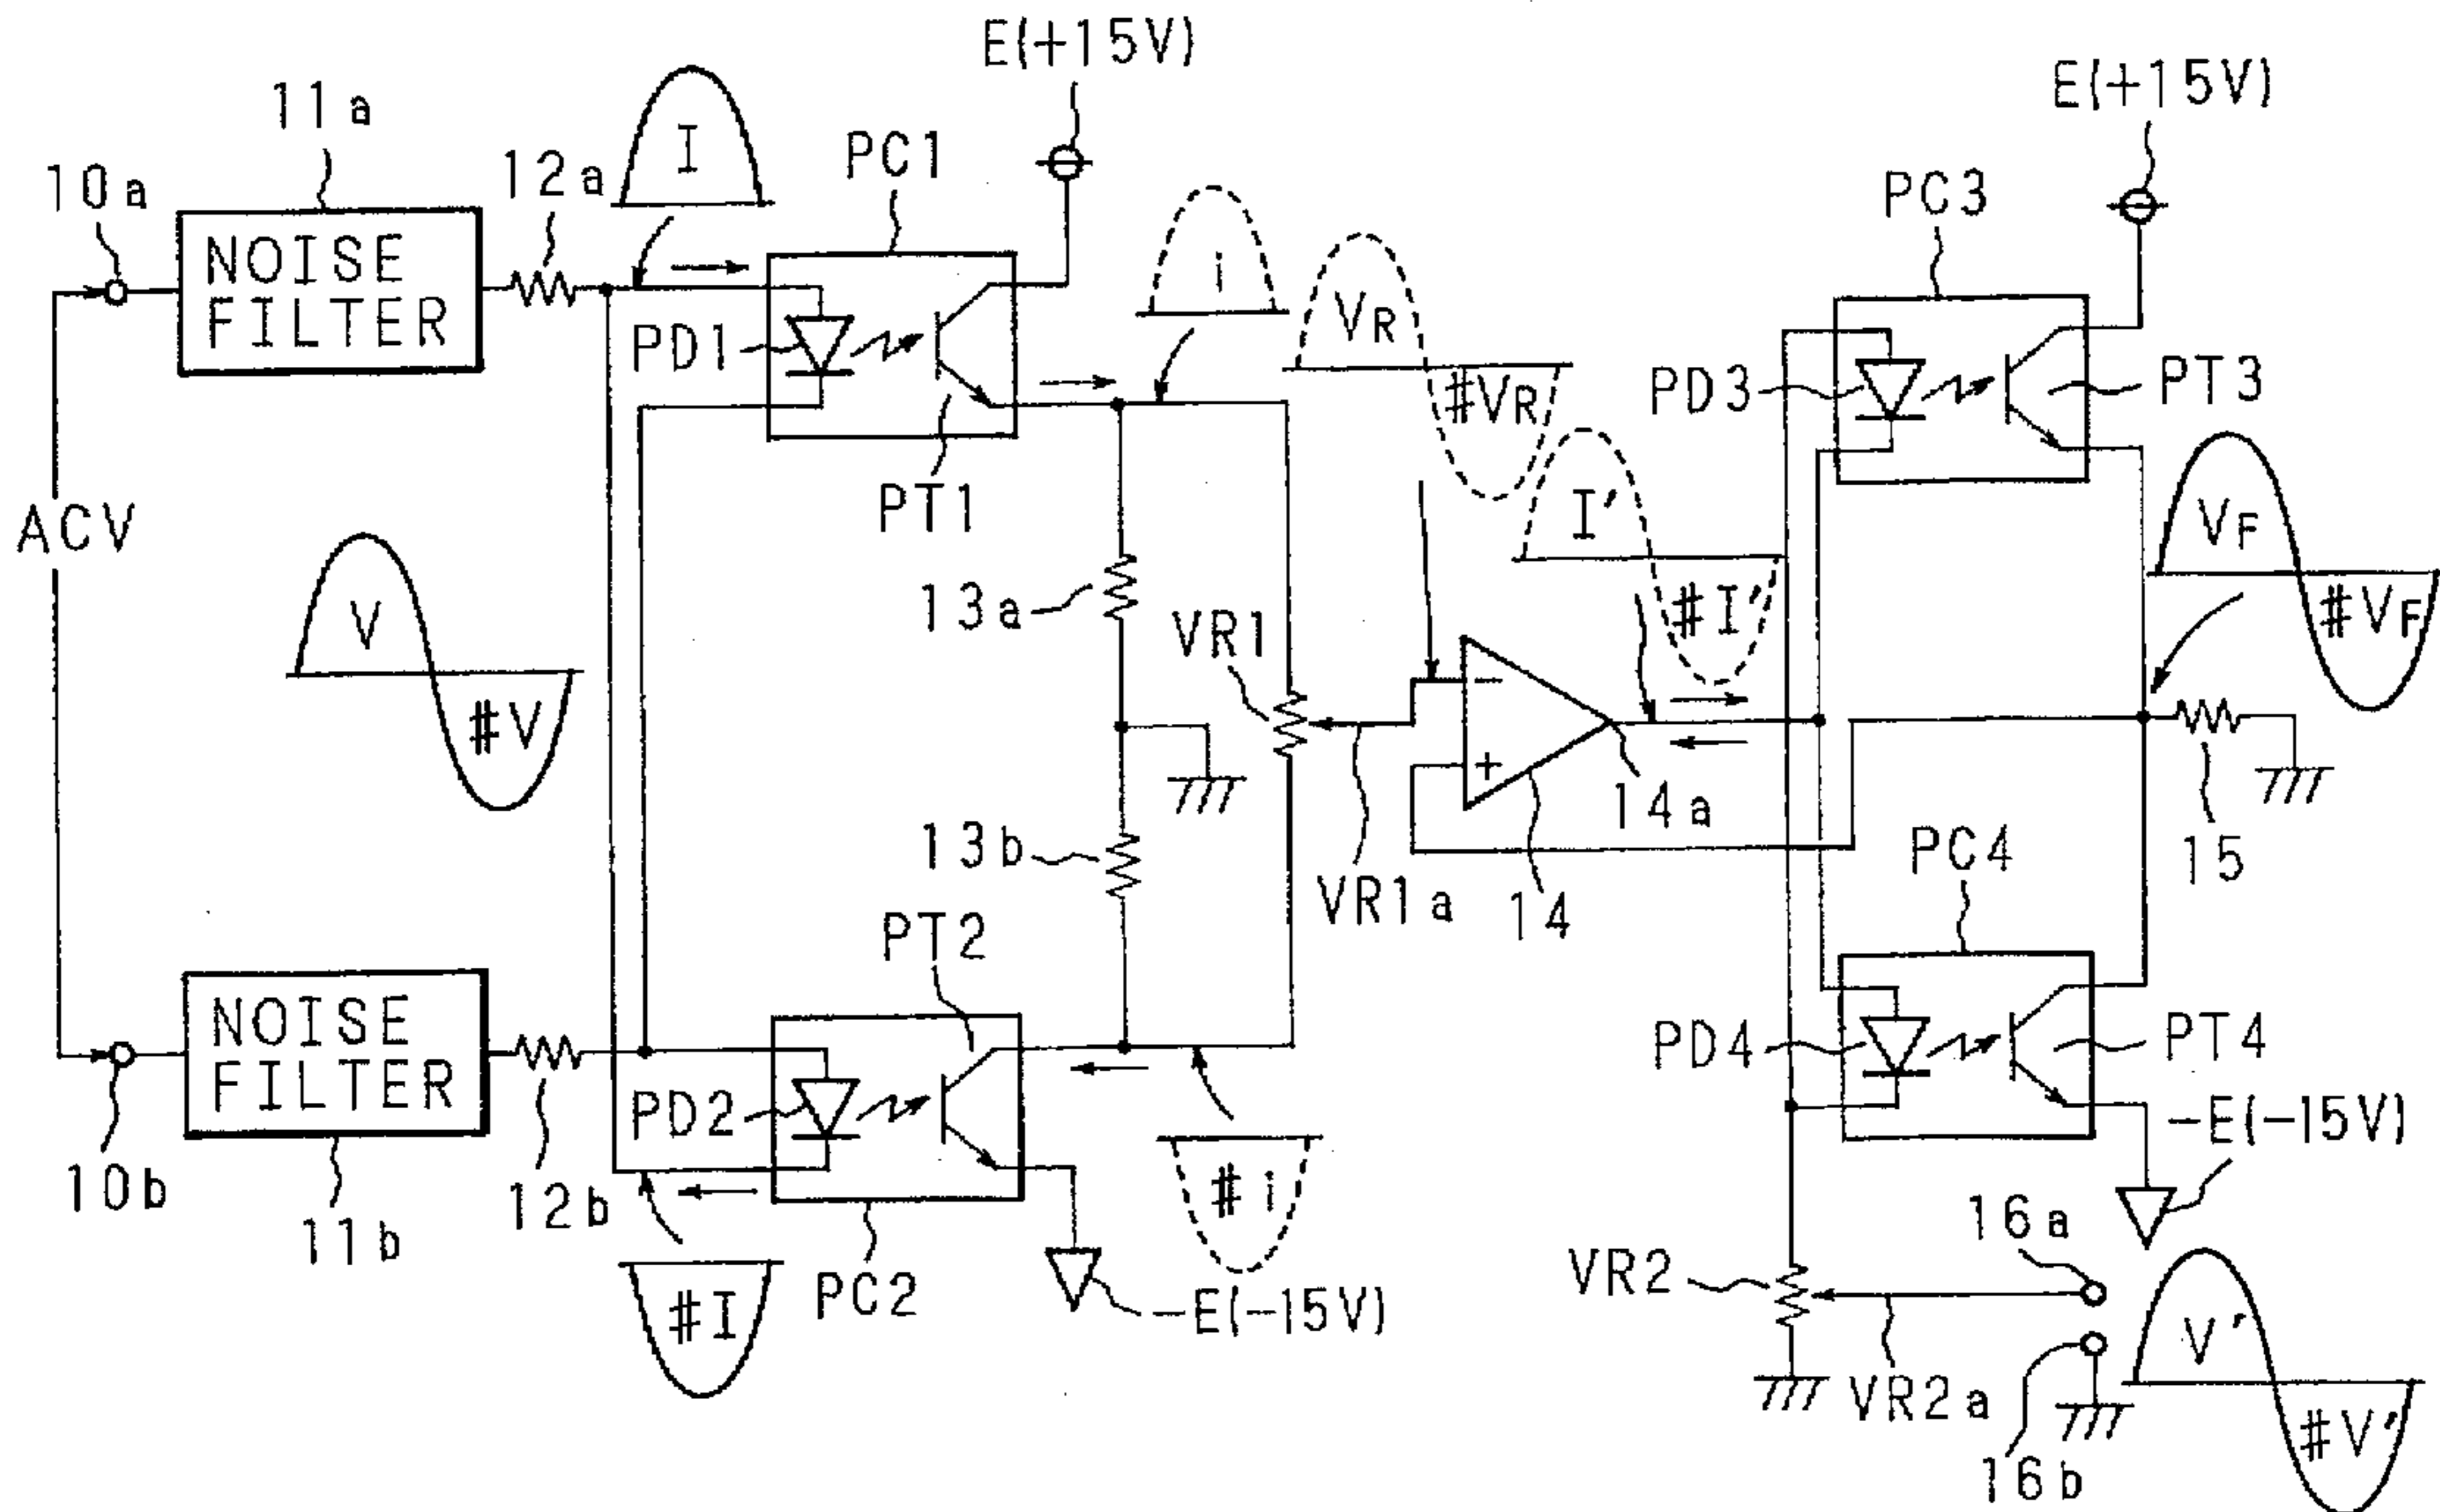 E(+15V)
11a
I
PC1
E(+15V)
10a
12a
PC3
NOISE
FILTER
i
VR
#VR
PD1
PD3
PT3
PT1
I'
#I'
VF
#VF
ACV
V
#V
13a
VR1
−
+
14a
13b
VR1a
14
PC4
15
PT2
NOISE
FILTER
PD2
PD4
PT4
−E(−15V)
10b
11b
12b
#i
16a
#I
PC2
−E(−15V)
VR2
VR2a
16b
V'
#V'